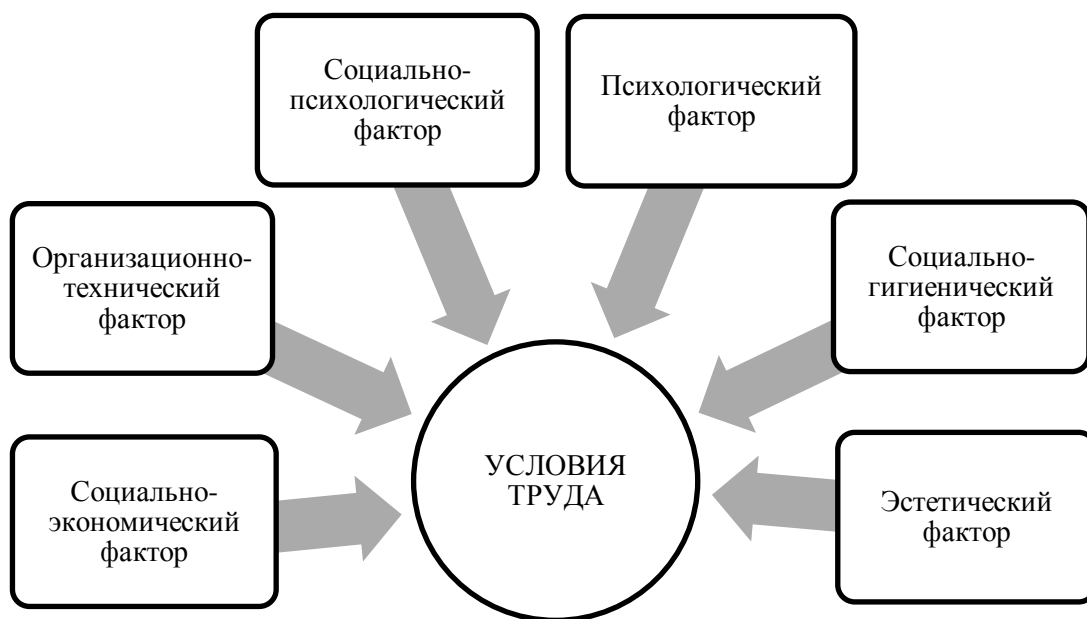 Социально-
психологический
фактор
Психологический
фактор
Организационно-
технический
фактор
Социально-
гигиенический
фактор
Социально-
экономический
фактор
УСЛОВИЯ
ТРУДА
Эстетический
фактор